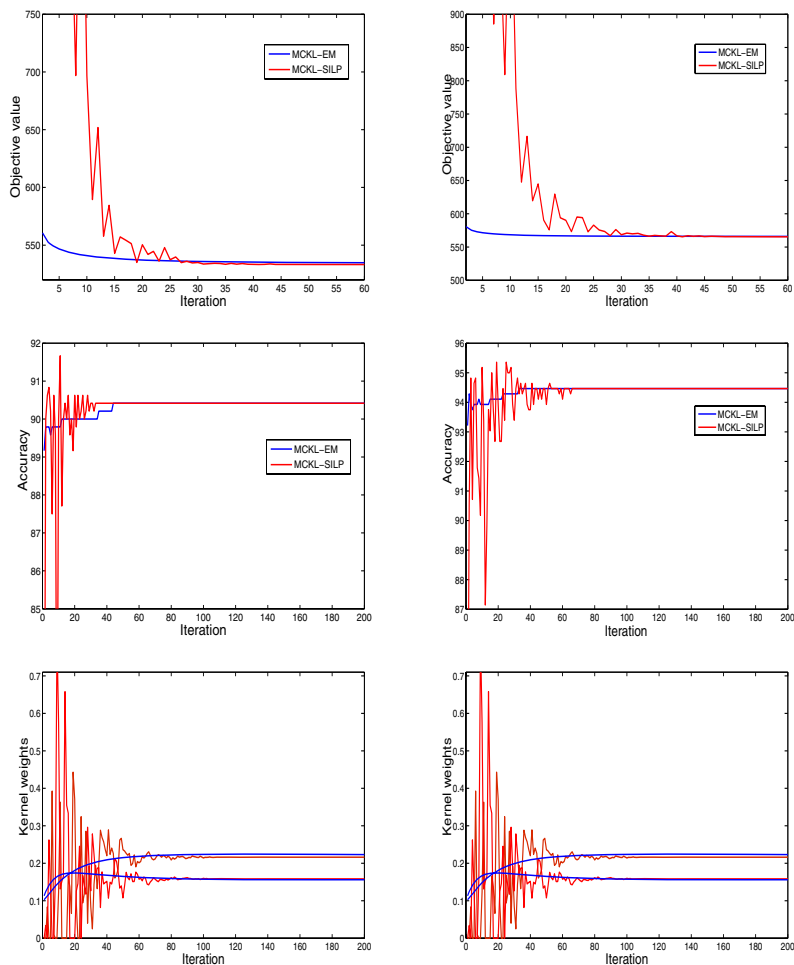 750
700
650
600
550
5 10 15 20 25 30 35 40 45 50 55 60
Objective value
Iteration
MCKL-EM
MCKL-SILP
900
850
800
750
700
650
600
550
500
5 10 15 20 25 30 35 40 45 50 55 60
Objective value
Iteration
MCKL-EM
MCKL-SILP
92
91
90
89
88
87
86
85
0 20 40 60 80 100 120 140 160 180 200
Accuracy
Iteration
MCKL-EM
MCKL-SILP
96
95
94
93
92
91
90
89
88
87
0 20 40 60 80 100 120 140 160 180 200
Accuracy
Iteration
MCKL-EM
MCKL-SILP
0.7
0.6
0.5
0.4
0.3
0.2
0.1
0
0 20 40 60 80 100 120 140 160 180 200
Kernel weights
Iteration
0.7
0.6
0.5
0.4
0.3
0.2
0.1
0
0 20 40 60 80 100 120 140 160 180 200
Kernel weights
Iteration